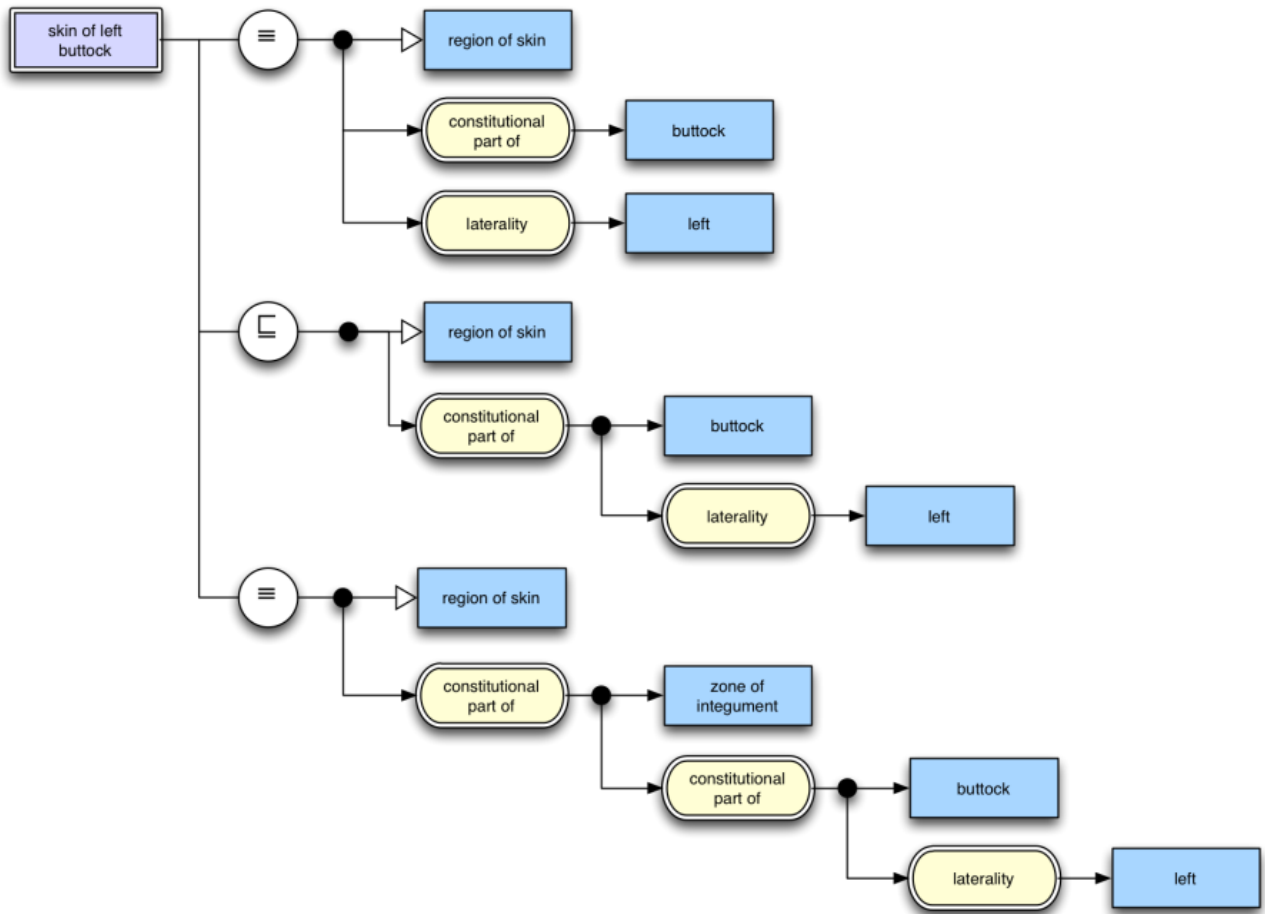 skin of left
buttock
≡
region of skin
constitutional
part of
buttock
laterality
left
⊑
region of skin
constitutional
part of
buttock
laterality
left
≡
region of skin
constitutional
part of
zone of
integument
constitutional
part of
buttock
laterality
left